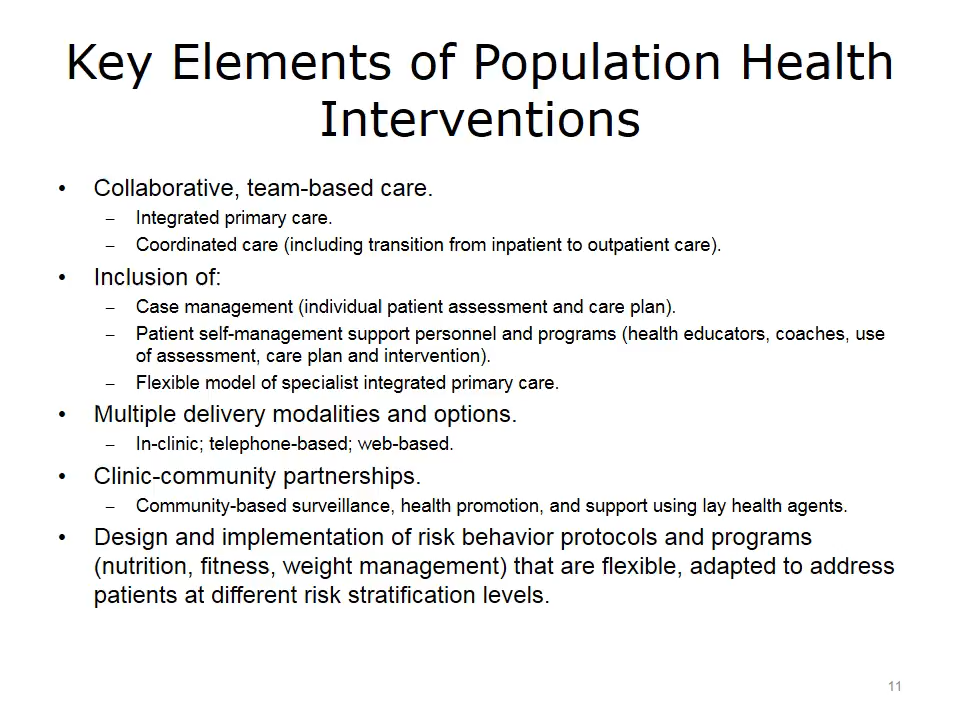 Key Elements of Population Health
Interventions
• Collaborative, team-based care.
– Integrated primary care.
– Coordinated care (including transition from inpatient to outpatient care).
• Inclusion of:
– Case management (individual patient assessment and care plan).
– Patient self-management support personnel and programs (health educators, coaches, use
of assessment, care plan and intervention).
– Flexible model of specialist integrated primary care.
• Multiple delivery modalities and options.
– In-clinic; telephone-based; web-based.
• Clinic-community partnerships.
– Community-based surveillance, health promotion, and support using lay health agents.
• Design and implementation of risk behavior protocols and programs
(nutrition, fitness, weight management) that are flexible, adapted to address
patients at different risk stratification levels.
11